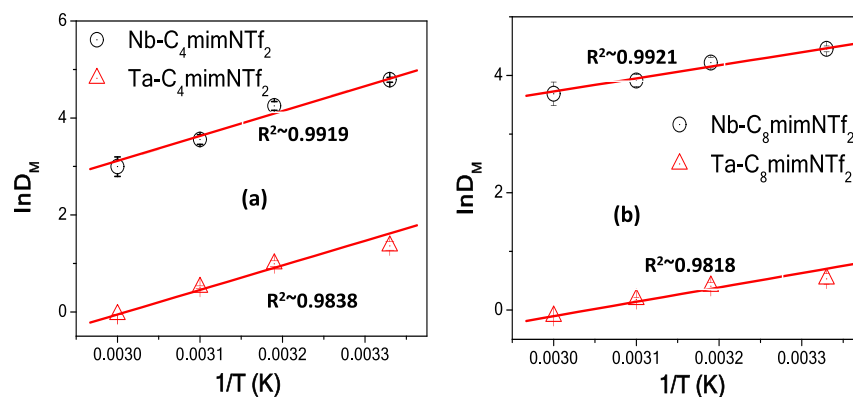 6
4
2
0
lnD_M
Nb-C₄mimNTf₂
Ta-C₄mimNTf₂
R²~0.9919
(a)
R²~0.9838
0.0030 0.0031 0.0032 0.0033
1/T (K)
4
2
0
R²~0.9921
Nb-C₈mimNTf₂
Ta-C₈mimNTf₂
(b)
R²~0.9818
0.0030 0.0031 0.0032 0.0033
1/T (K)